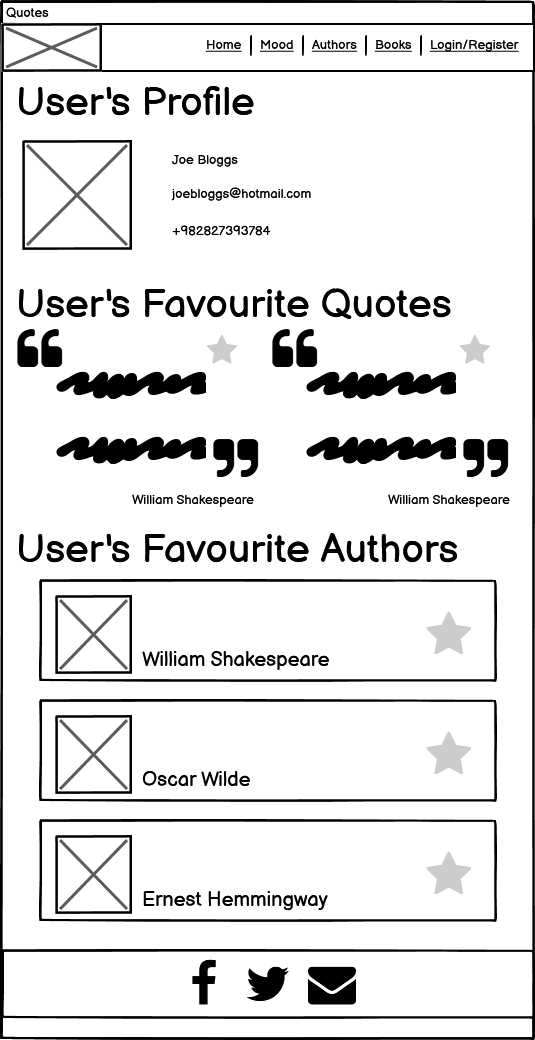 Quotes
Home | Mood | Authors | Books | Login/Register
User's Profile
Joe Bloggs
joebloggs@hotmail.com
+982827393784
User's Favourite Quotes
William Shakespeare
William Shakespeare
User's Favourite Authors
William Shakespeare
Oscar Wilde
Ernest Hemmingway